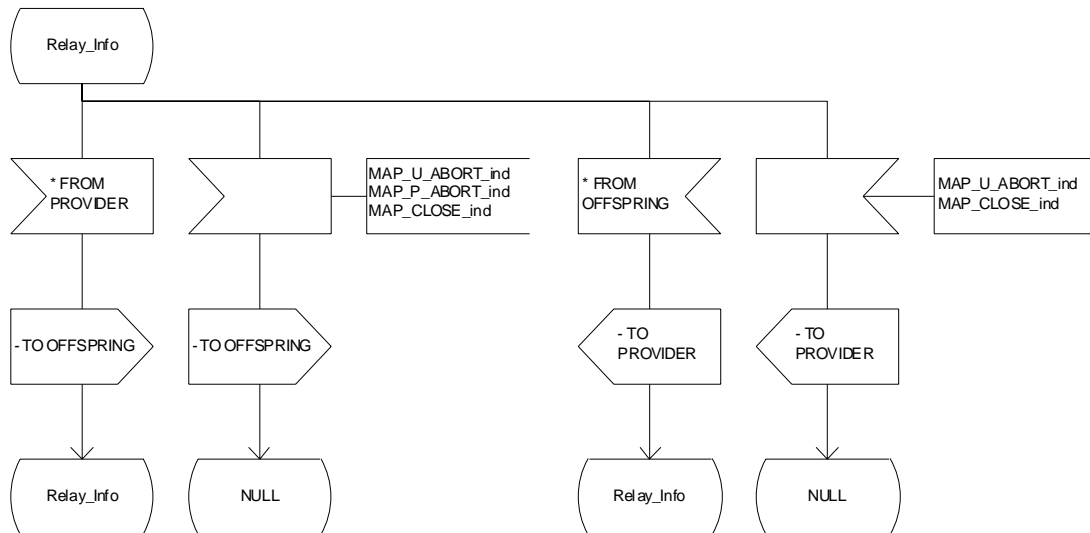 Relay_Info
* FROM
PROVIDER
MAP_U_ABORT_ind
MAP_P_ABORT_ind
MAP_CLOSE_ind
* FROM
OFFSPRING
MAP_U_ABORT_ind
MAP_CLOSE_ind
- TO OFFSPRING
- TO OFFSPRING
- TO
PROVIDER
- TO
PROVIDER
Relay_Info
NULL
Relay_Info
NULL